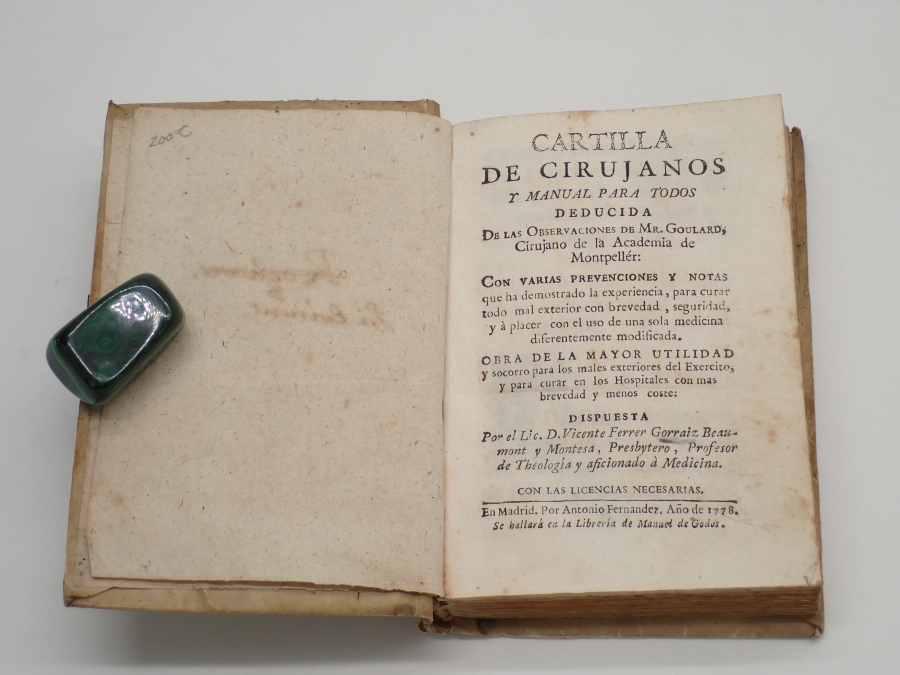 200€
CARTILLA
DE CIRUJANOS
Y MANUAL PARA TODOS
DEDUCIDA
DE LAS OBSERVACIONES DE MR. GOULARD,
Cirujano de la Academia de
Montpellér:
CON VARIAS PREVENCIONES Y NOTAS
que ha demostrado la experiencia, para curar
todo mal exterior con brevedad, seguridad,
y à placer con el uso de una sola medicina
diferentemente modificada.
OBRA DE LA MAYOR UTILIDAD
y socorro para los males exteriores del Exercito,
y para curar en los Hospitales con mas
brevedad y menos coste:
DISPUESTA
Por el Lic. D. Vicente Ferrer Gorraiz Beau-
mont y Montesa, Presbytero, Profesor
de Theología y aficionado à Medicina.
CON LAS LICENCIAS NECESARIAS.
En Madrid. Por Antonio Fernandez. Año de 1778.
Se hallará en la Librería de Manuel de Godos.